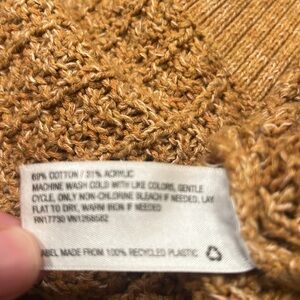 69% COTTON / 31% ACRYLIC
MACHINE WASH COLD WITH LIKE COLORS, GENTLE
CYCLE, ONLY NON-CHLORINE BLEACH IF NEEDED, LAY
FLAT TO DRY, WARM IRON IF NEEDED
RN17730 VN1268582
LABEL MADE FROM 100% RECYCLED PLASTIC